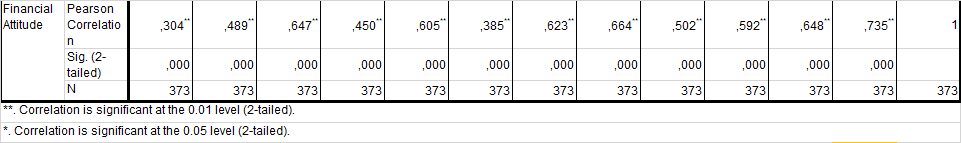 Financial Attitude Pearson Correlatio n ,304** ,489** ,647** ,450** ,605** ,385** ,623** ,664** ,502** ,592** ,648** ,735** 1
Sig. (2-tailed) ,000 ,000 ,000 ,000 ,000 ,000 ,000 ,000 ,000 ,000 ,000 ,000
N 373 373 373 373 373 373 373 373 373 373 373 373 373
**. Correlation is significant at the 0.01 level (2-tailed).
*. Correlation is significant at the 0.05 level (2-tailed).